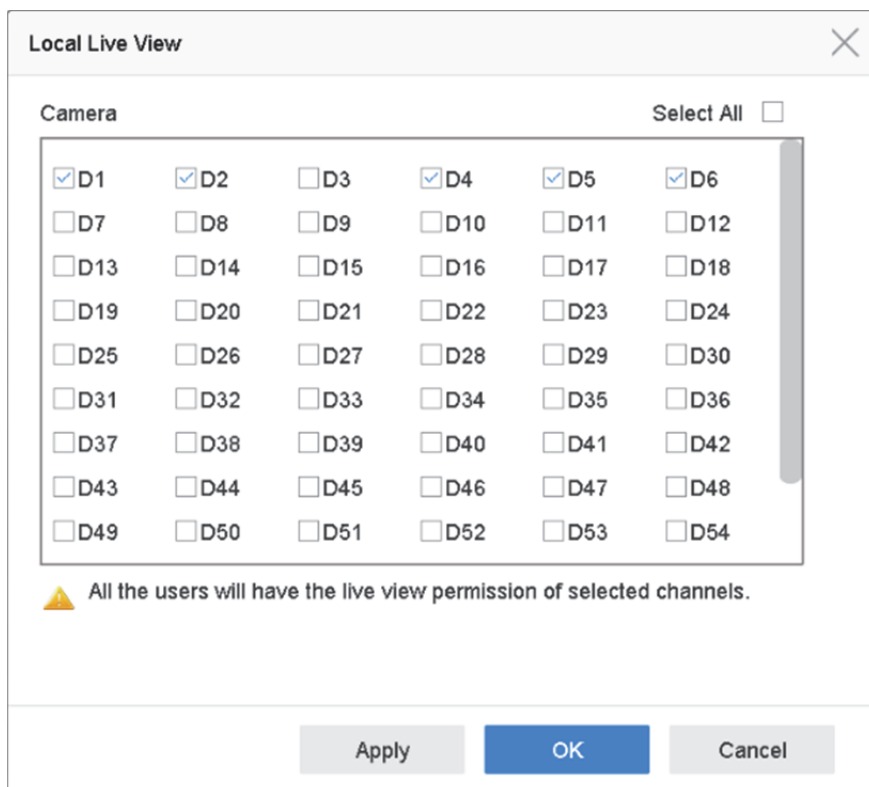 Local Live View
Camera Select All
D1 D2 D3 D4 D5 D6
D7 D8 D9 D10 D11 D12
D13 D14 D15 D16 D17 D18
D19 D20 D21 D22 D23 D24
D25 D26 D27 D28 D29 D30
D31 D32 D33 D34 D35 D36
D37 D38 D39 D40 D41 D42
D43 D44 D45 D46 D47 D48
D49 D50 D51 D52 D53 D54
All the users will have the live view permission of selected channels.
Apply OK Cancel